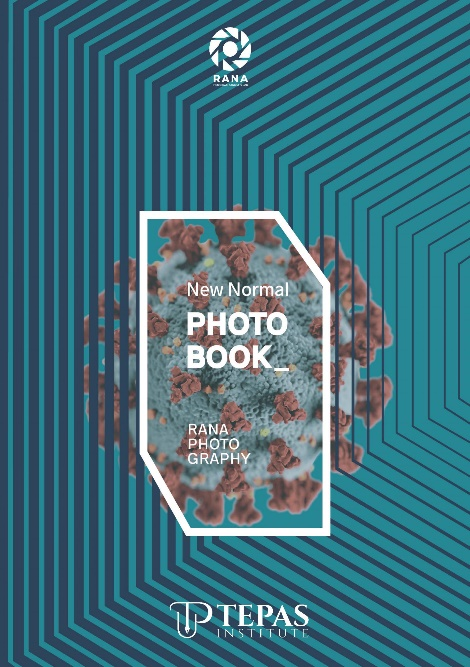 RANA
New Normal
PHOTO
BOOK_
RANA
PHOTO
GRAPHY
TEPAS
INSTITUTE